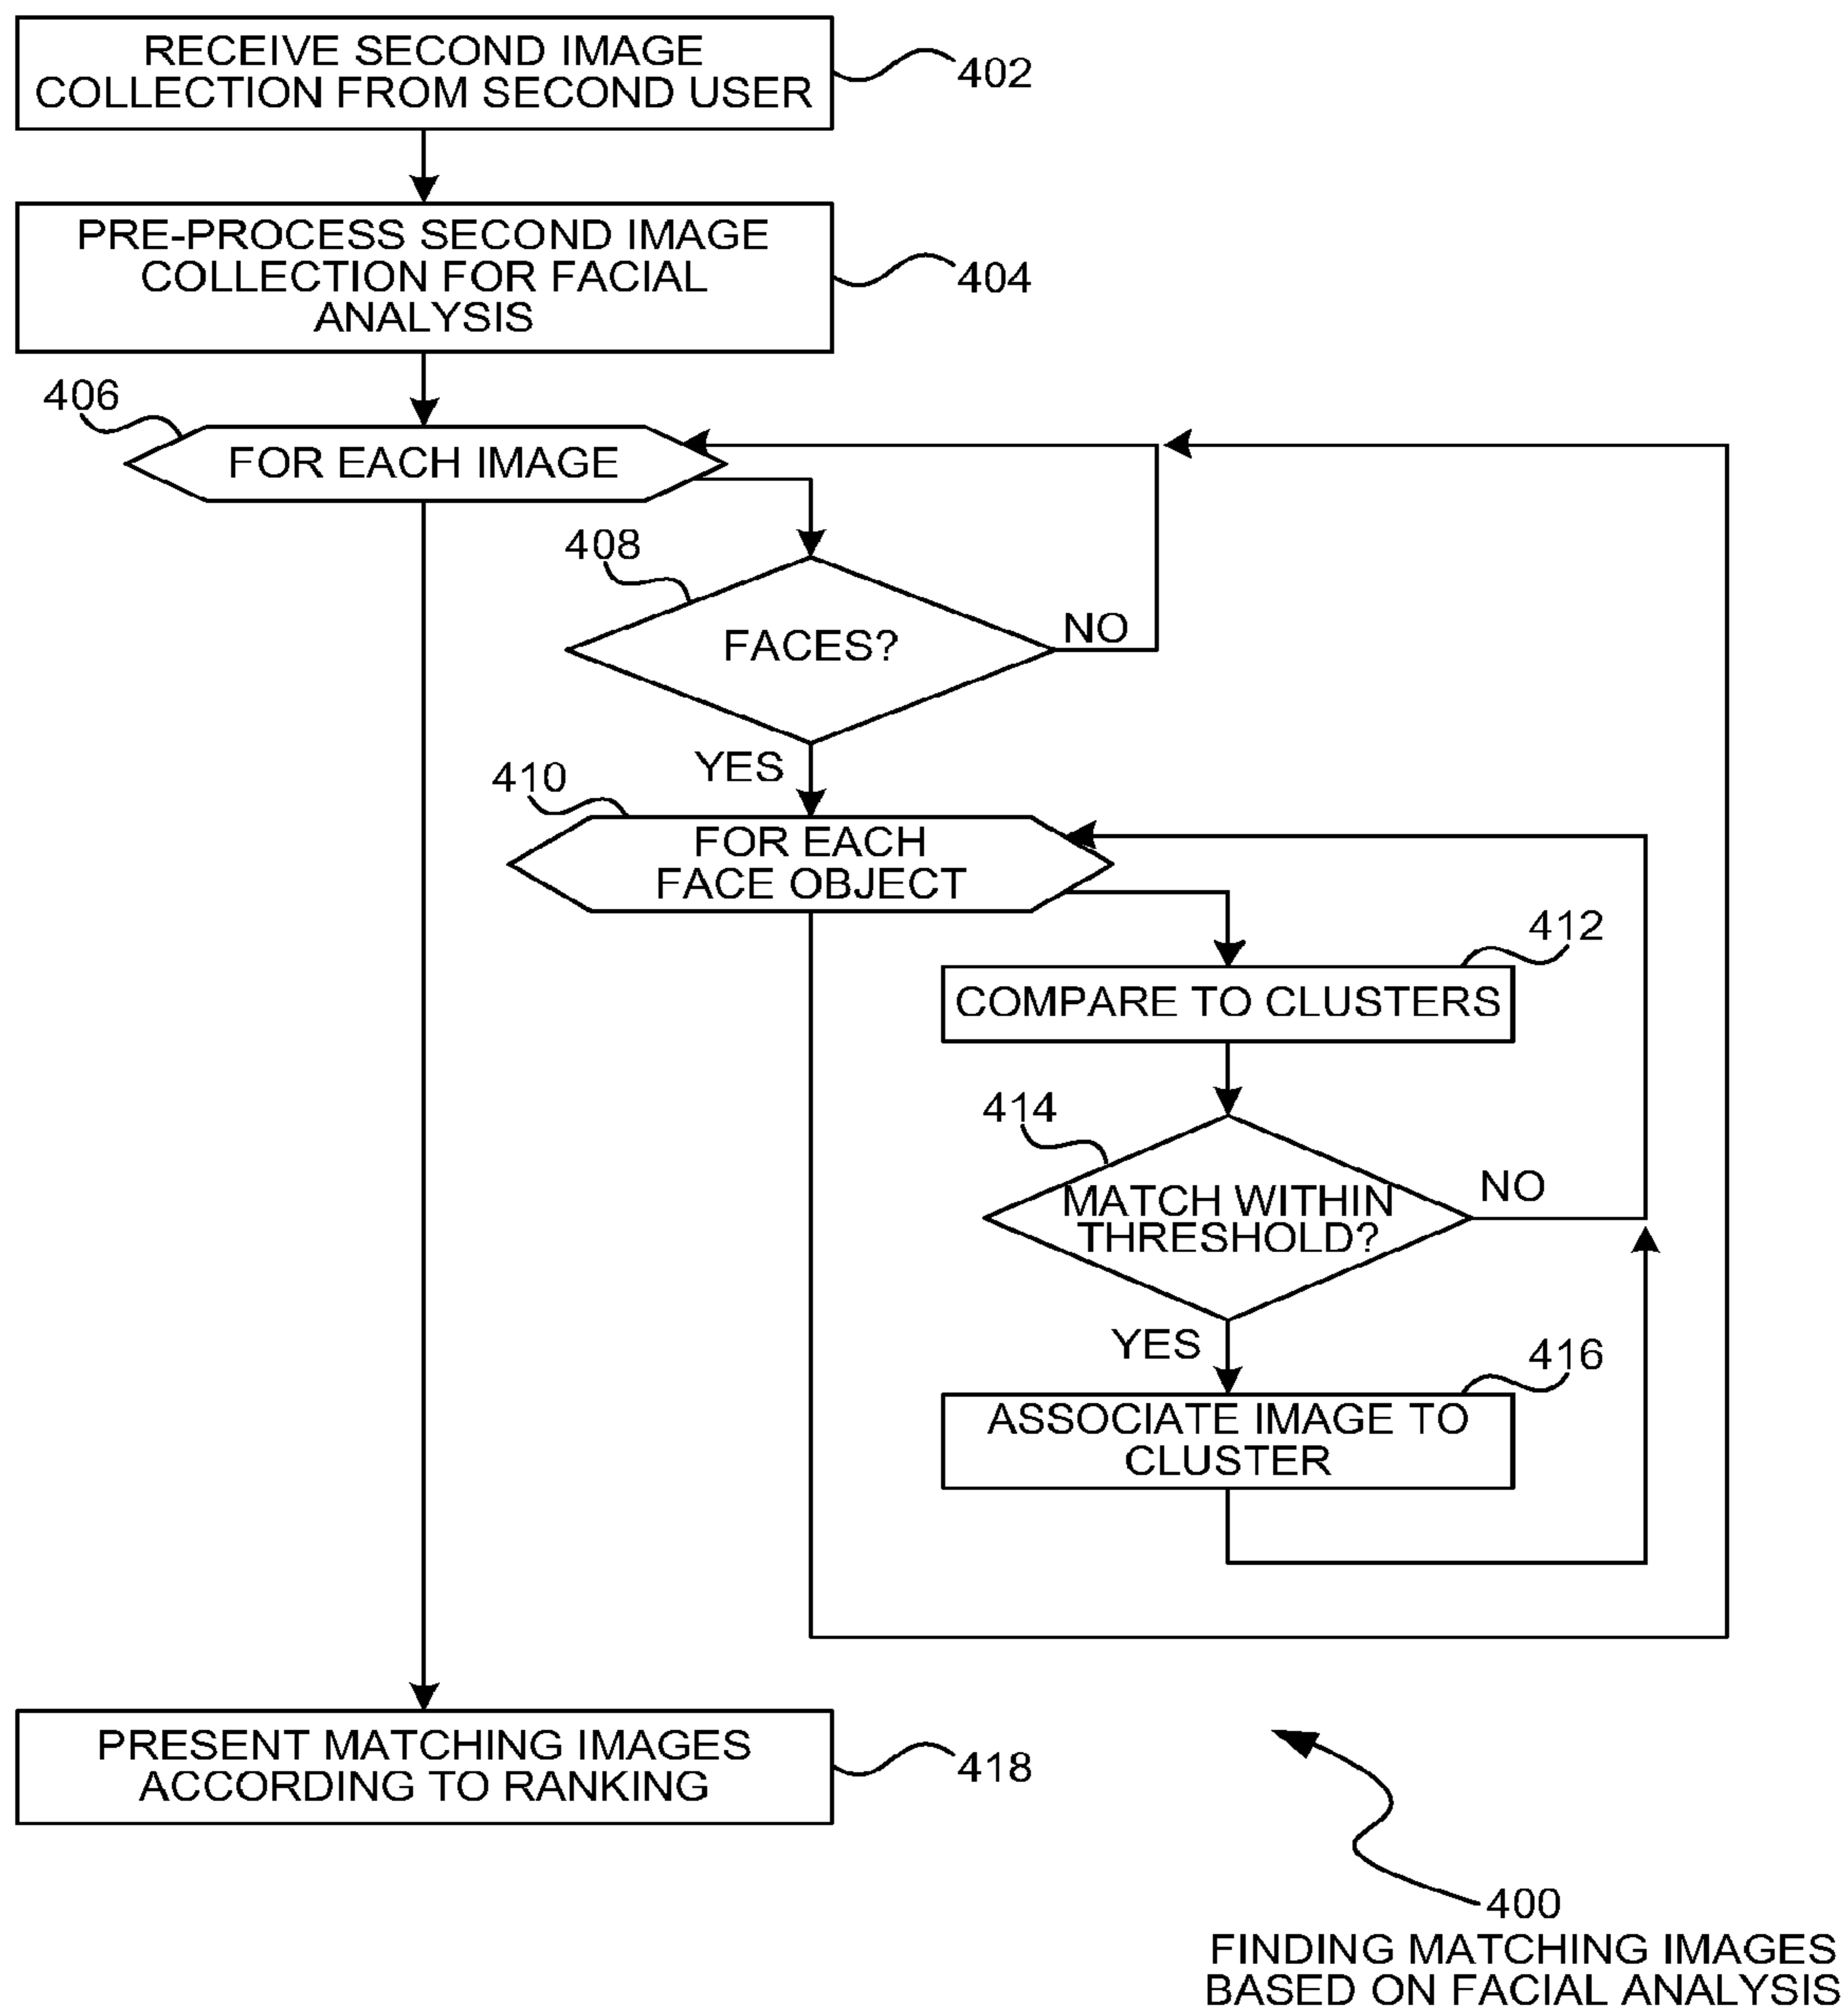 RECEIVE SECOND IMAGE
COLLECTION FROM SECOND USER
402
PRE-PROCESS SECOND IMAGE
COLLECTION FOR FACIAL
ANALYSIS
404
406
FOR EACH IMAGE
408
FACES?
NO
YES
410
FOR EACH
FACE OBJECT
412
COMPARE TO CLUSTERS
414
MATCH WITHIN
THRESHOLD?
NO
YES
416
ASSOCIATE IMAGE TO
CLUSTER
PRESENT MATCHING IMAGES
ACCORDING TO RANKING
418
400
FINDING MATCHING IMAGES
BASED ON FACIAL ANALYSIS